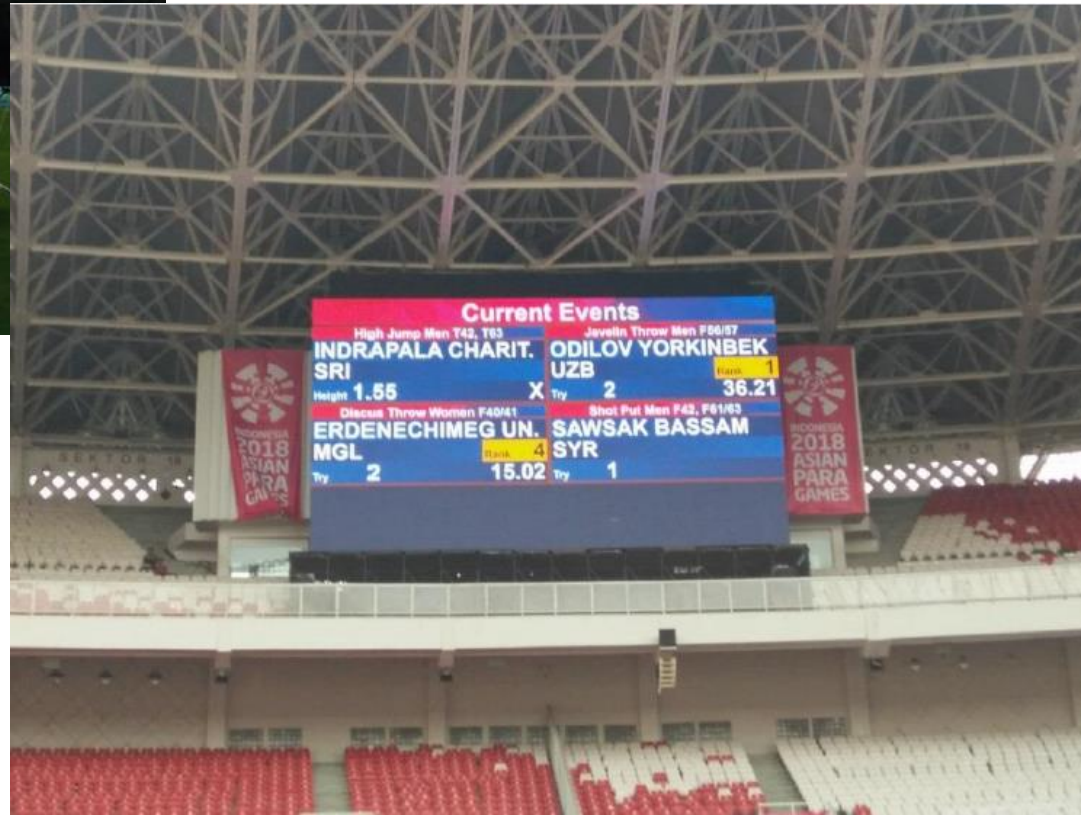 Current Events
High Jump Men T42, T63
INDRAPALA CHARIT.
SRI
Height 1.55 X
Javelin Throw Men F56/57
ODILOV YORKINBEK
UZB Rank 1
Try 2 36.21
Discus Throw Women F40/41
ERDENECHIMEG UN.
MGL Rank 4
Try 2 15.02
Shot Put Men F42, F61/63
SAWSAK BASSAM
SYR
Try 1
INDONESIA
2018
ASIAN
PARA
GAMES
INDONESIA
2018
ASIAN
PARA
GAMES
SEKTOR
SEKTOR